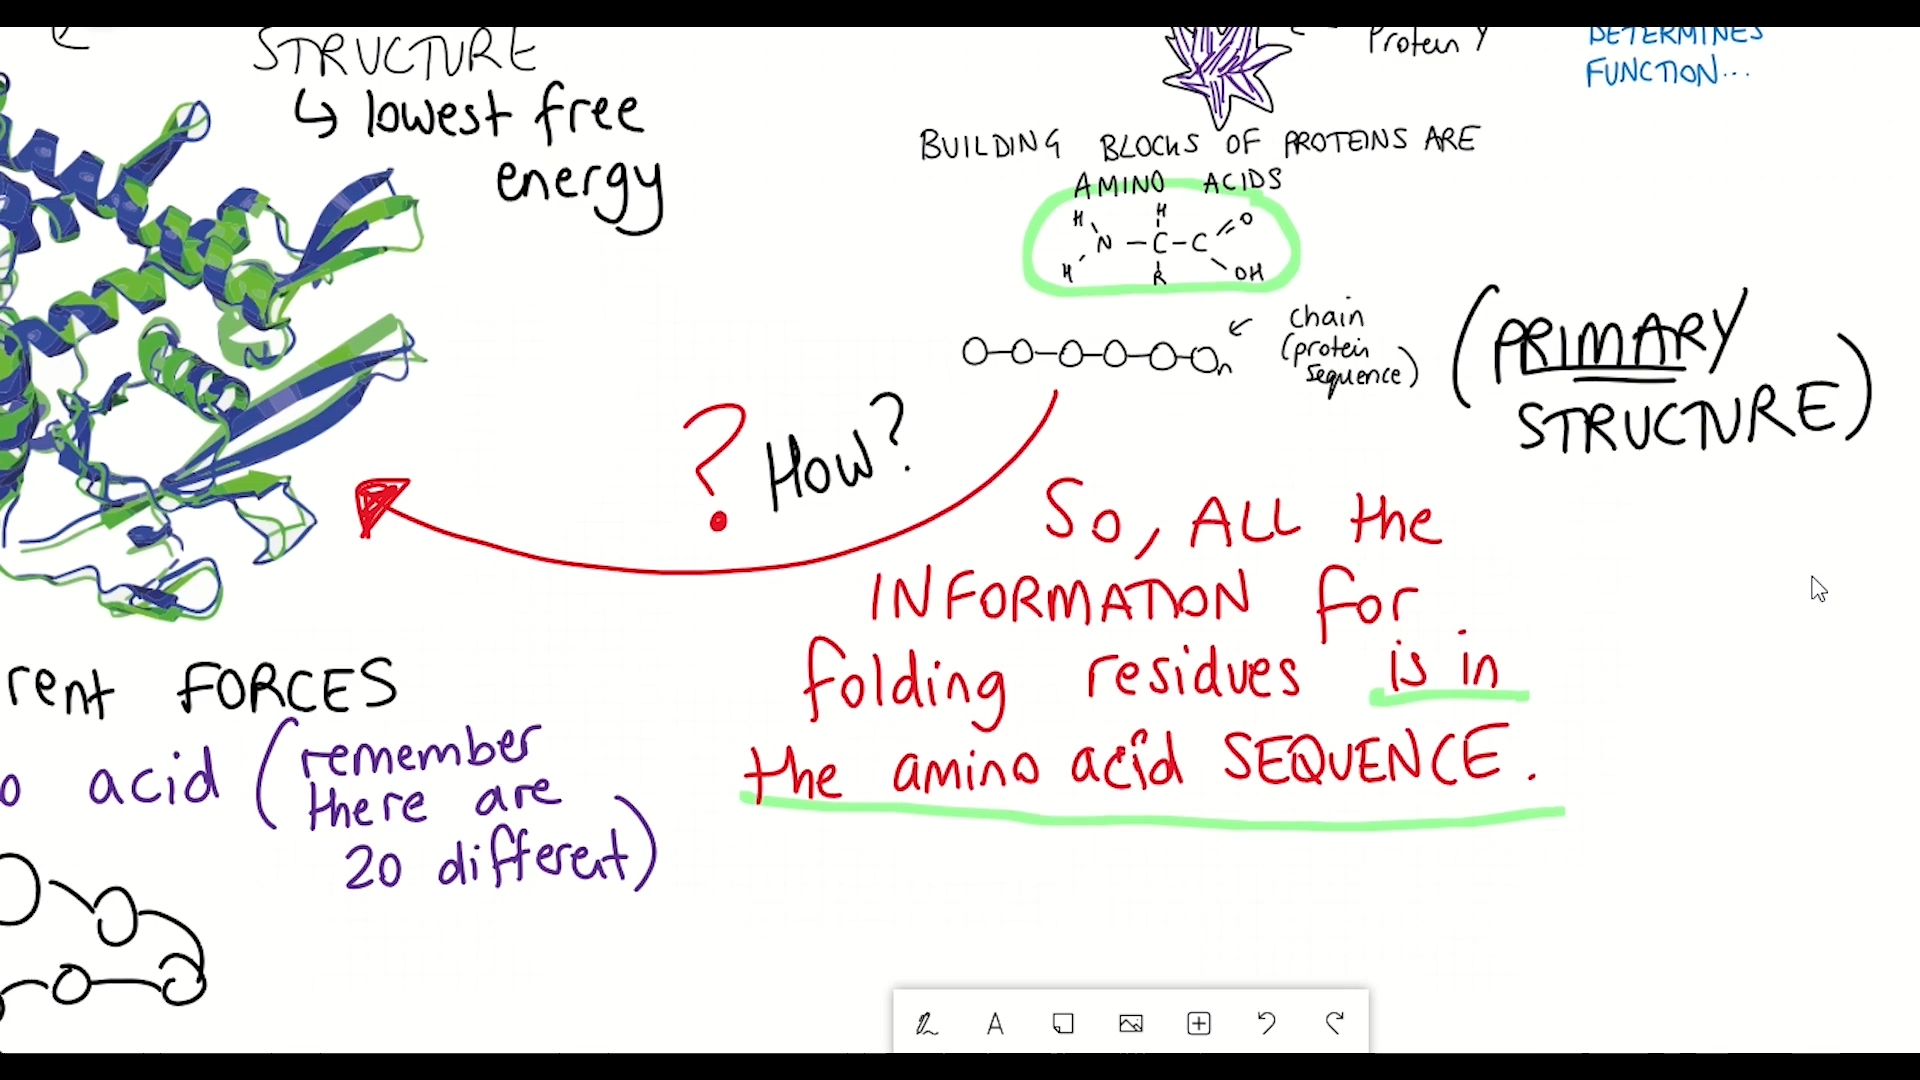 STRUCTURE
↳ lowest free
energy
Protein Y
DETERMINES
FUNCTION...
BUILDING BLOCKS OF PROTEINS ARE
AMINO ACIDS
H H O
N - C - C
H R OH
chain
(protein
sequence)
n
(PRIMARY
STRUCTURE)
? How?
So, ALL the
INFORMATION for
folding residues is in
the amino acid SEQUENCE.
rent FORCES
o acid (remember
there are
20 different)
A